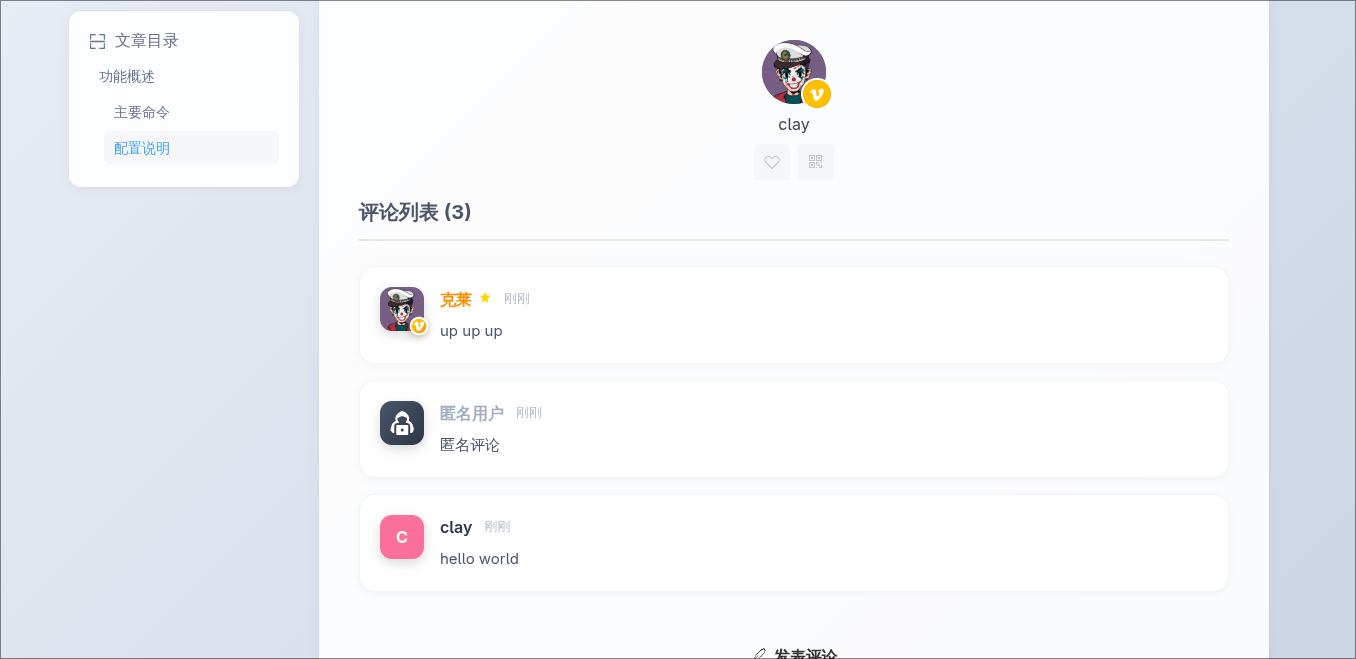 文章目录
功能概述
主要命令
配置说明
clay
评论列表 (3)
克莱 刚刚
up up up
匿名用户 刚刚
匿名评论
C
clay 刚刚
hello world
发表评论